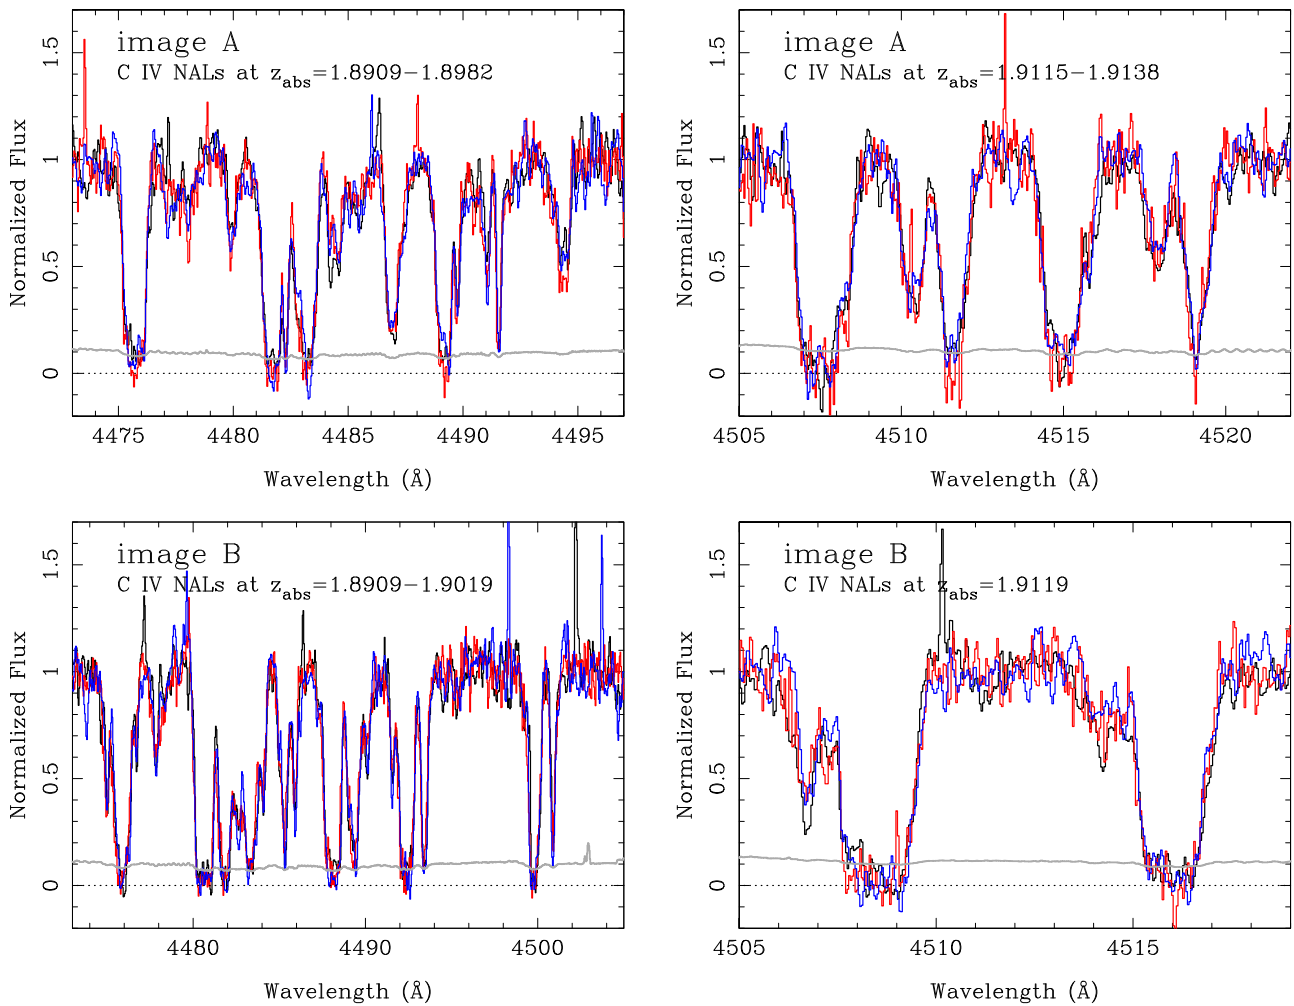 image A
C IV NALs at zabs=1.8909−1.8982
Normalized Flux
0 0.5 1 1.5
4475 4480 4485 4490 4495
Wavelength (Å)
image A
C IV NALs at zabs=1.9115−1.9138
Normalized Flux
0 0.5 1 1.5
4505 4510 4515 4520
Wavelength (Å)
image B
C IV NALs at zabs=1.8909−1.9019
Normalized Flux
0 0.5 1 1.5
4480 4490 4500
Wavelength (Å)
image B
C IV NALs at zabs=1.9119
Normalized Flux
0 0.5 1 1.5
4505 4510 4515
Wavelength (Å)